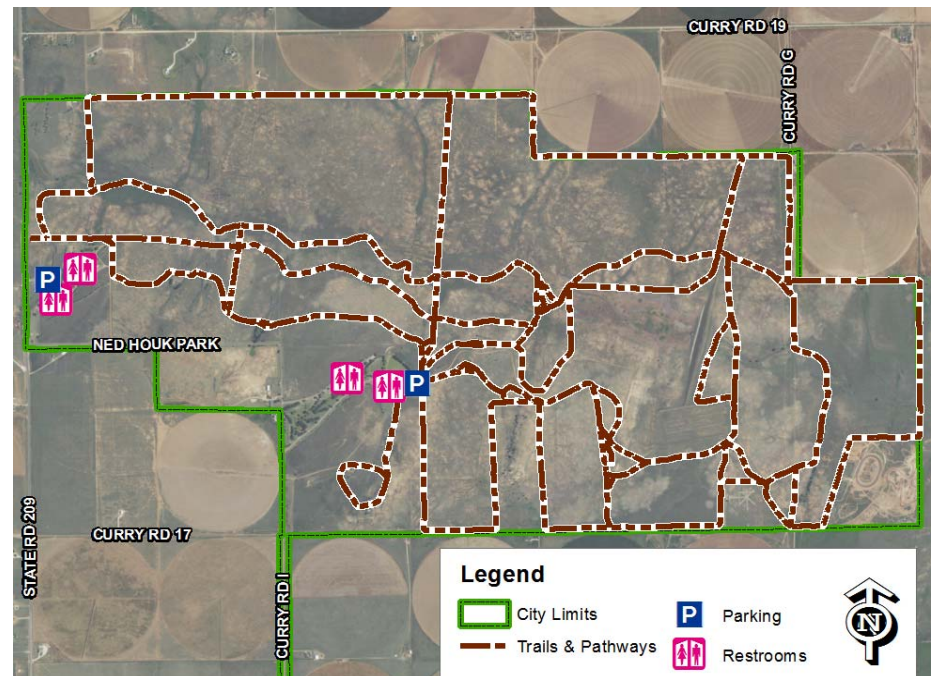 CURRY RD 19
CURRY RD G
P
NED HOUK PARK
P
STATE RD 209
CURRY RD 17
CURRY RD I
Legend
City Limits
P Parking
Trails & Pathways
Restrooms
N